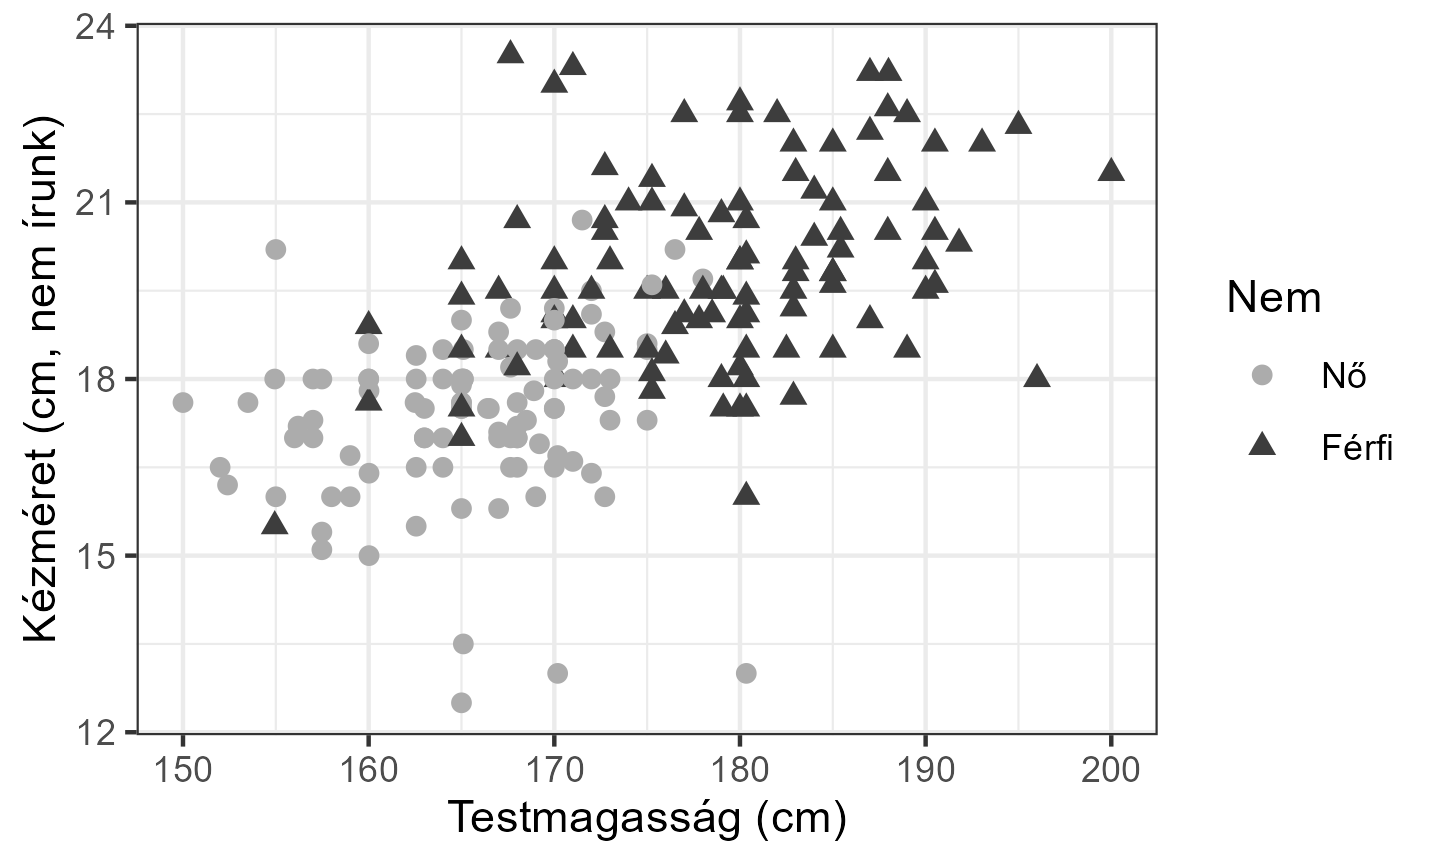 24
21
18
15
12
Kézméret (cm, nem írunk)
150 160 170 180 190 200
Testmagasság (cm)
Nem
Nő
Férfi